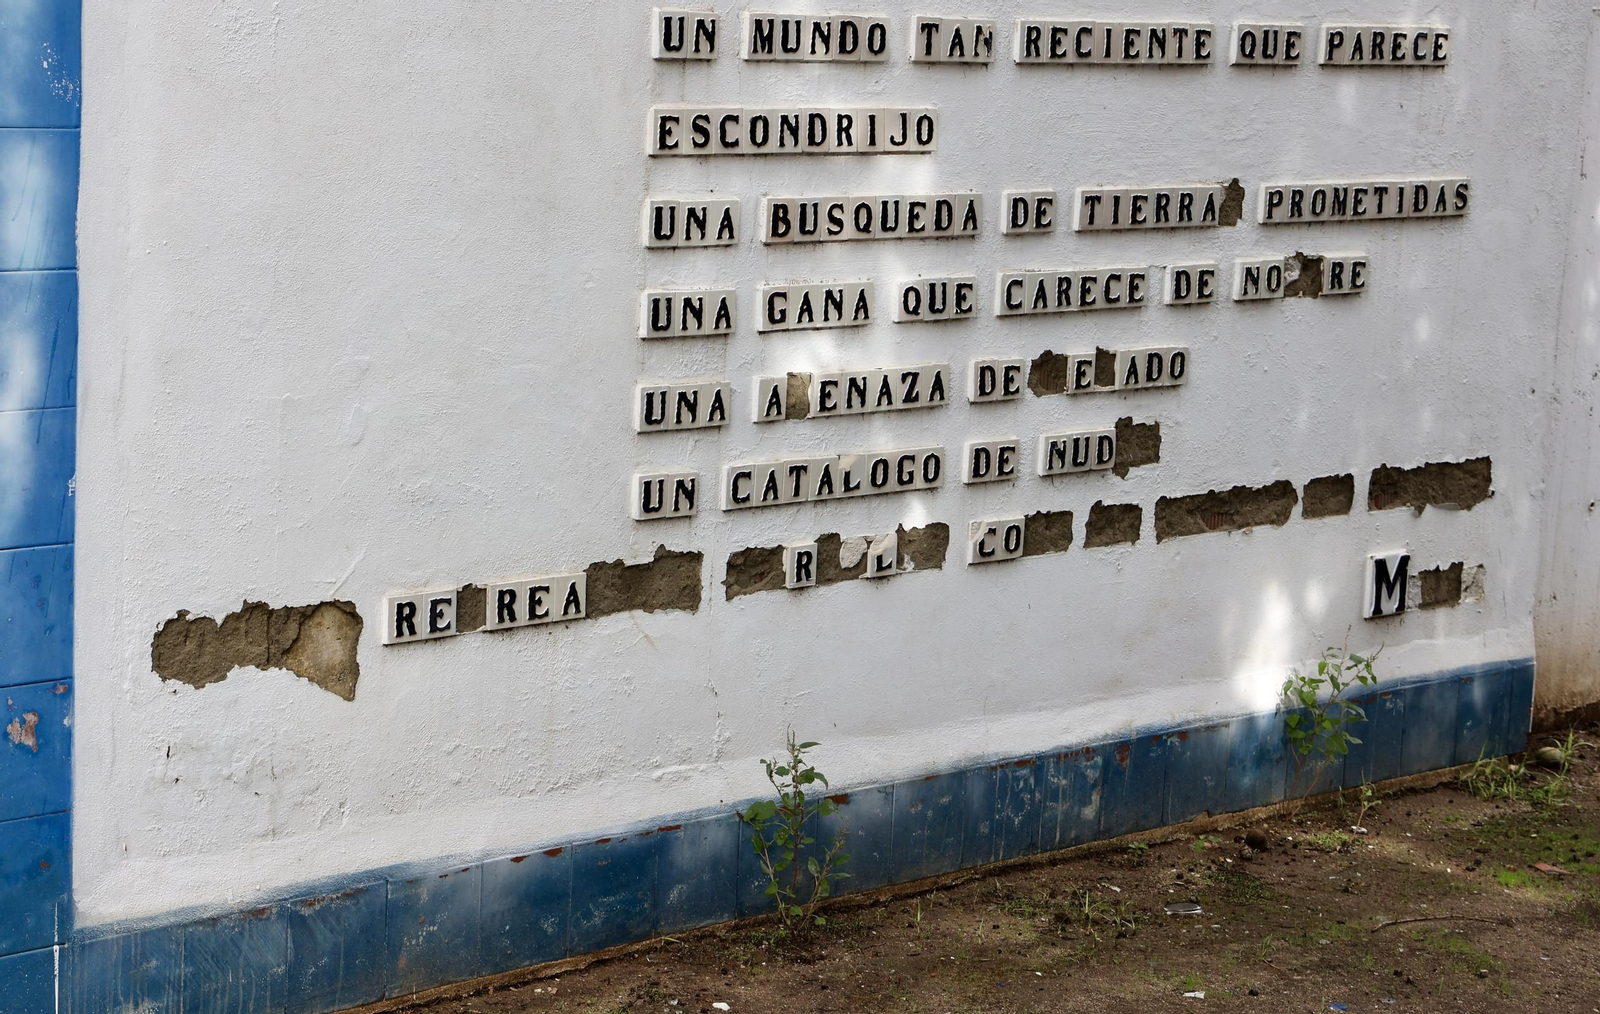 UN MUNDO TAN RECIENTE QUE PARECE
ESCONDRIJO
UNA BUSQUEDA DE TIERRA PROMETIDAS
UNA GANA QUE CARECE DE NO RE
UNA A ENAZA DE E ADO
UN CATALOGO DE NUD
RE REA R L CO
M